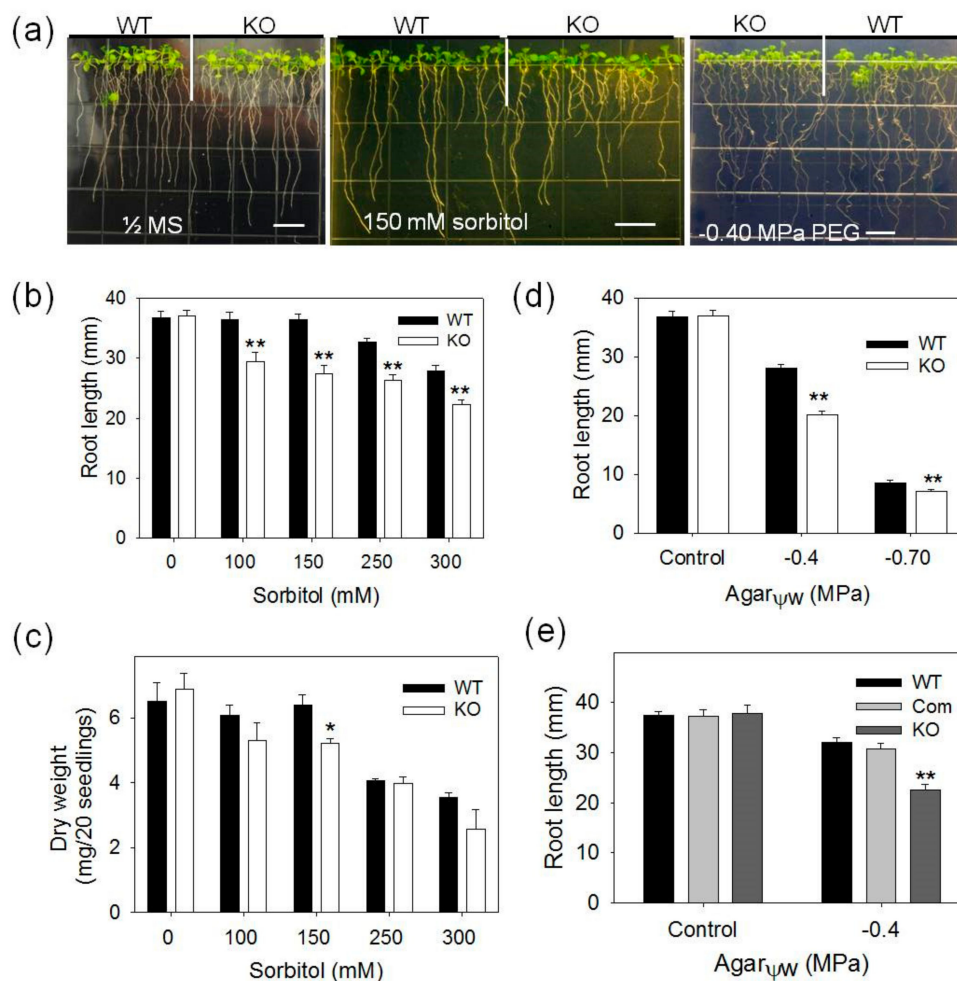 (a)
WT KO WT KO KO WT
½ MS 150 mM sorbitol -0.40 MPa PEG
(b)
Root length (mm)
40
30
20
10
0
** ** ** **
WT
KO
0 100 150 250 300
Sorbitol (mM)
(d)
Root length (mm)
40
30
20
10
0
** **
WT
KO
Control -0.4 -0.70
Agarψw (MPa)
(c)
Dry weight
(mg/20 seedlings)
6
4
2
0
*
WT
KO
0 100 150 250 300
Sorbitol (mM)
(e)
Root length (mm)
40
30
20
10
0
**
WT
Com
KO
Control -0.4
Agarψw (MPa)